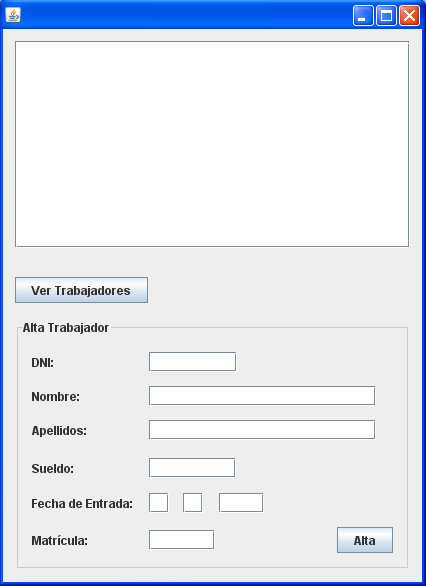 Ver Trabajadores
Alta Trabajador
DNI:
Nombre:
Apellidos:
Sueldo:
Fecha de Entrada:
Matrícula:
Alta